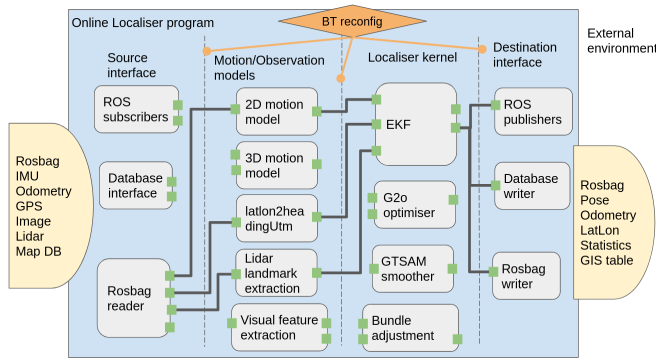 Online Localiser program
BT reconfig
External
environment
Source
interface
Motion/Observation
models
Localiser kernel
Destination
interface
ROS
subscribers
2D motion
model
EKF
ROS
publishers
Rosbag
IMU
Odometry
GPS
Image
Lidar
Map DB
Database
interface
3D motion
model
G2o
optimiser
Database
writer
Rosbag
Pose
Odometry
LatLon
Statistics
GIS table
latlon2hea
dingUtm
Rosbag
reader
Lidar
landmark
extraction
GTSAM
smoother
Rosbag
writer
Visual feature
extraction
Bundle
adjustment